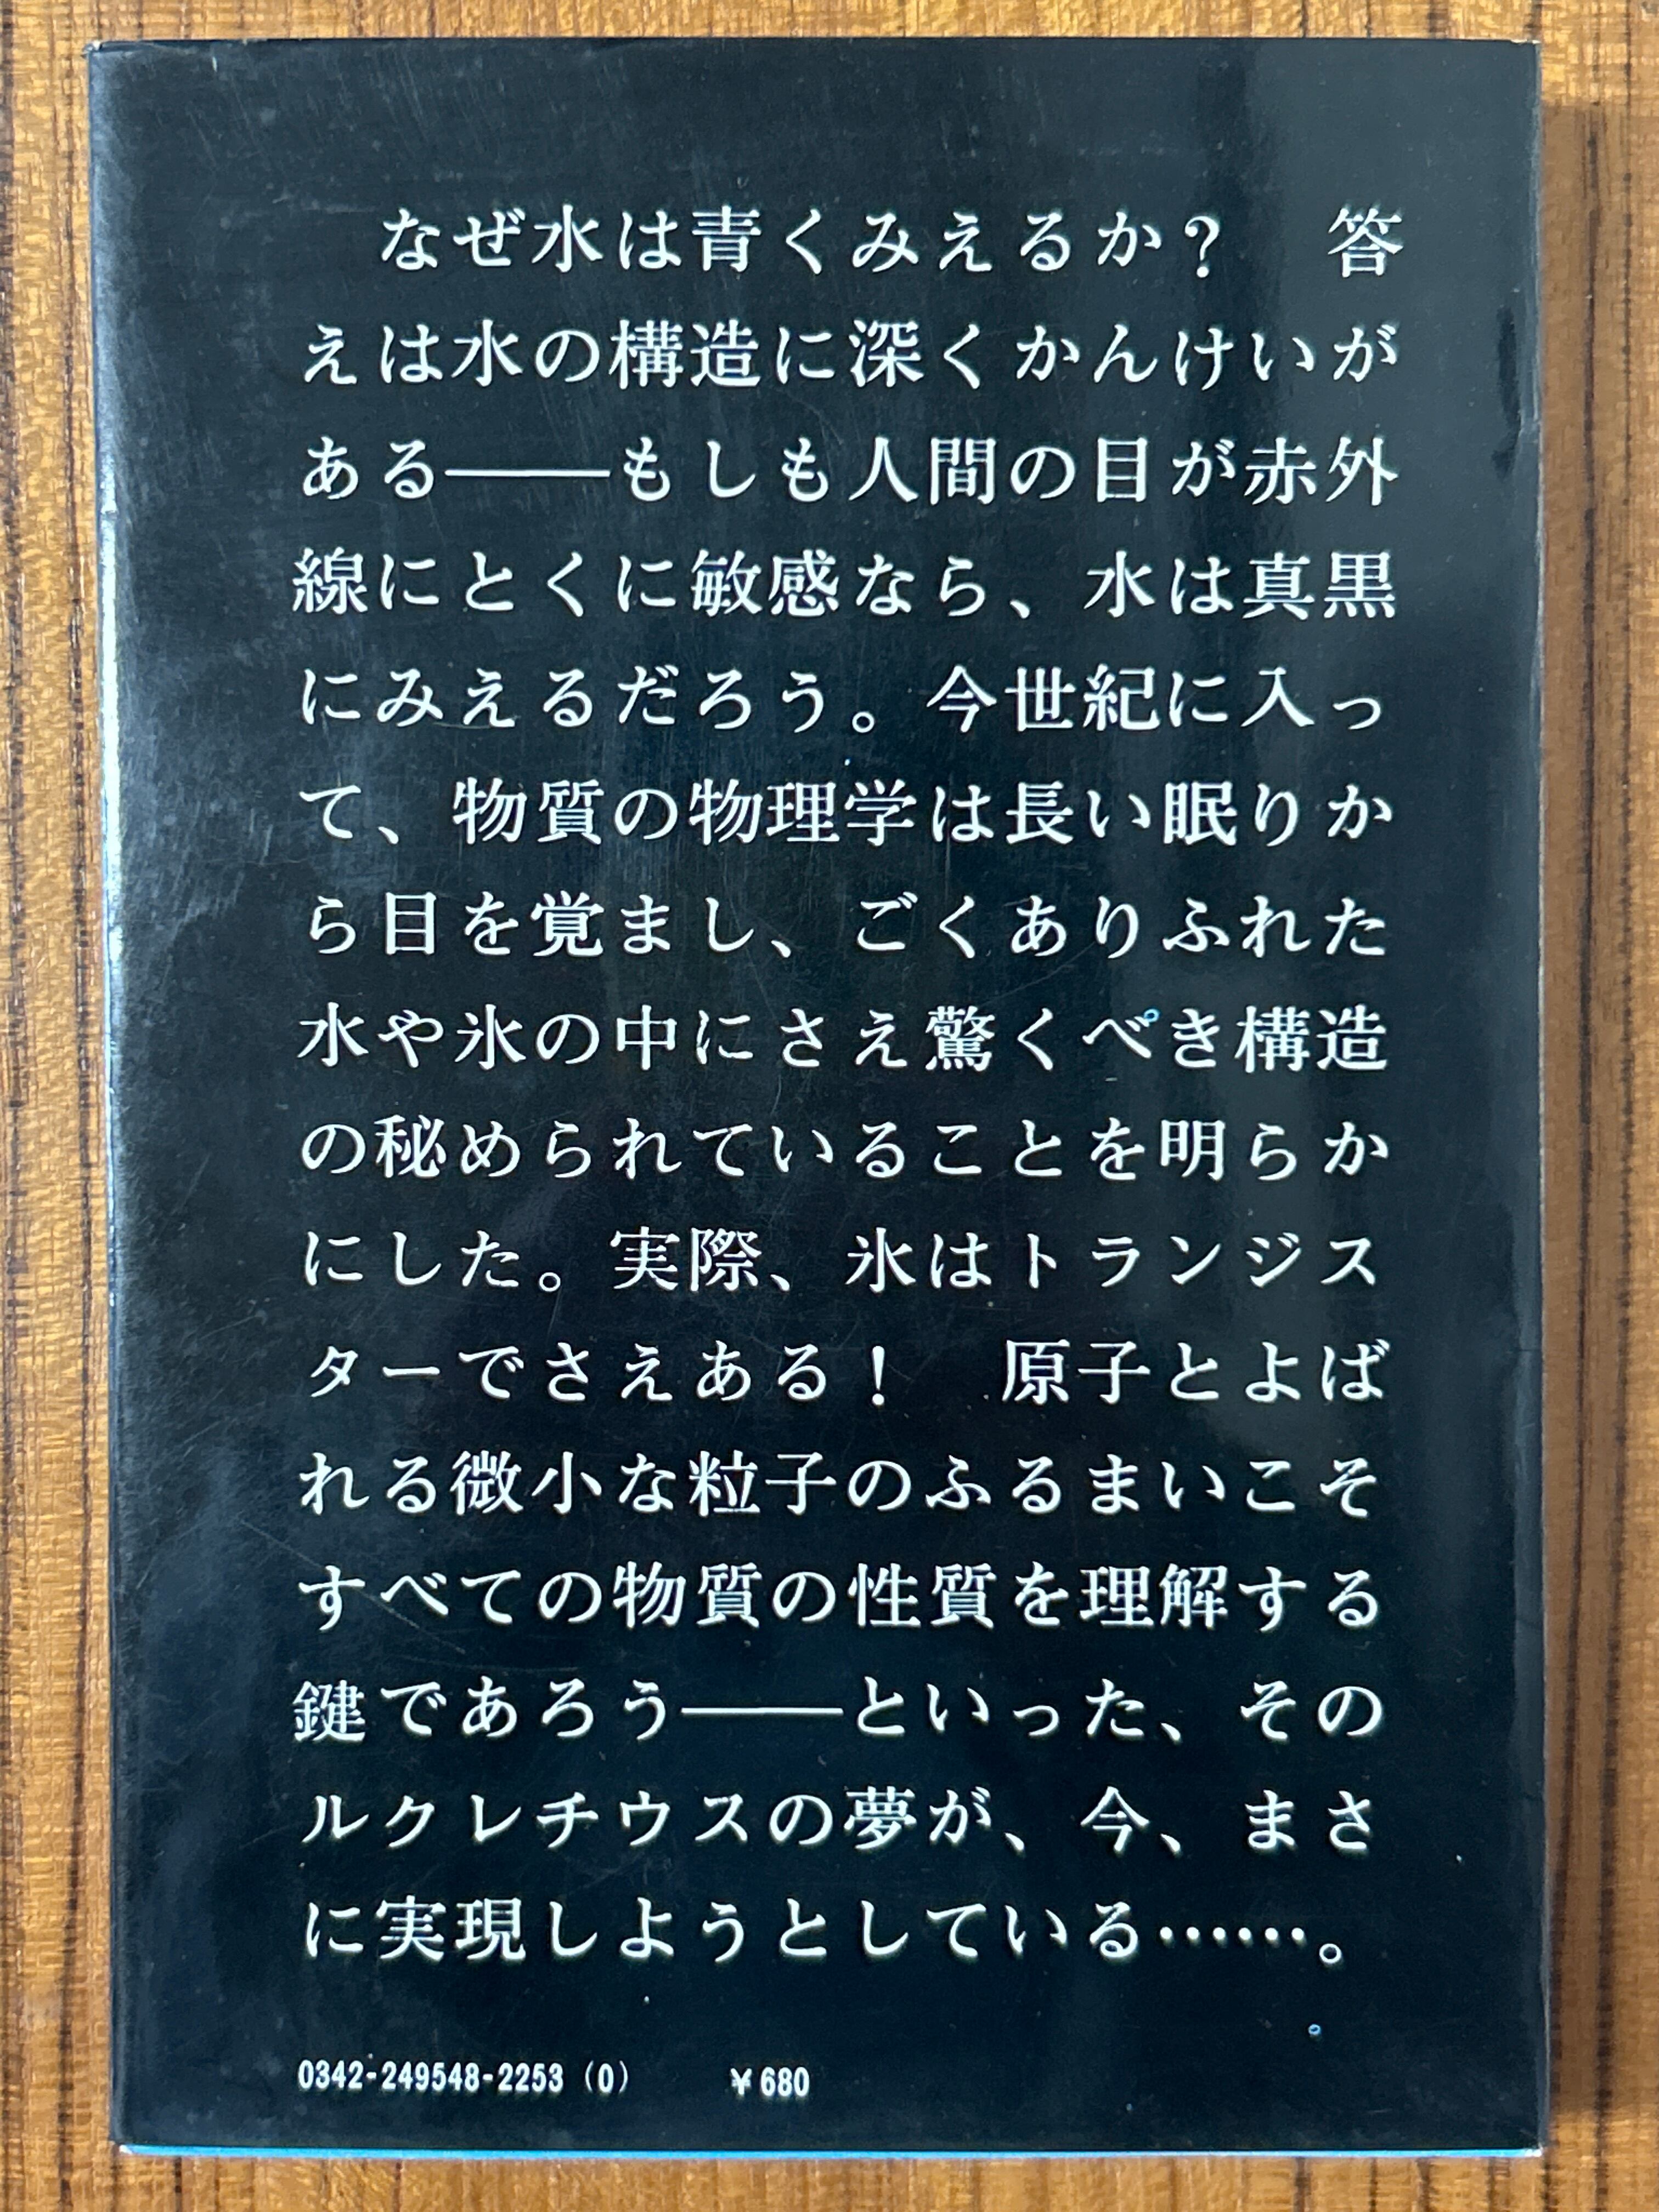 なぜ水は青くみえるか？　答
えは水の構造に深くかんけいが
ある――もしも人間の目が赤外
線にとくに敏感なら、水は真黒
にみえるだろう。今世紀に入っ
て、物質の物理学は長い眠りか
ら目を覚まし、ごくありふれた
水や氷の中にさえ驚くべき構造
の秘められていることを明らか
にした。実際、氷はトランジス
ターでさえある！　原子とよば
れる微小な粒子のふるまいこそ
すべての物質の性質を理解する
鍵であろう――といった、その
ルクレチウスの夢が、今、まさ
に実現しようとしている……。
0342-249548-2253（0）　￥680